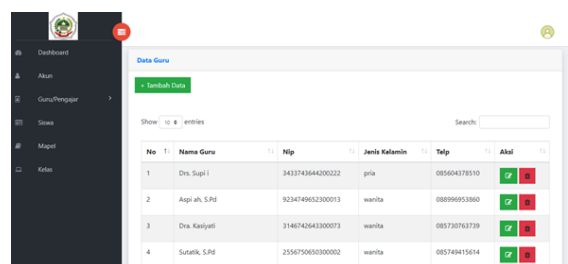 Dashboard
Akun
Guru/Pengajar
Siswa
Mapel
Kelas
Data Guru
+ Tambah Data
Show 10 entries
Search:
No Nama Guru Nip Jenis Kelamin Telp Aksi
1 Drs. Supi i 3433743644200222 pria 085604378510
2 Aspi ah, S.Pd 9234749652300013 wanita 088996953860
3 Dra. Kasiyati 3146742643300073 wanita 085730763739
4 Sutatik, S.Pd 2556750650300002 wanita 085749415614